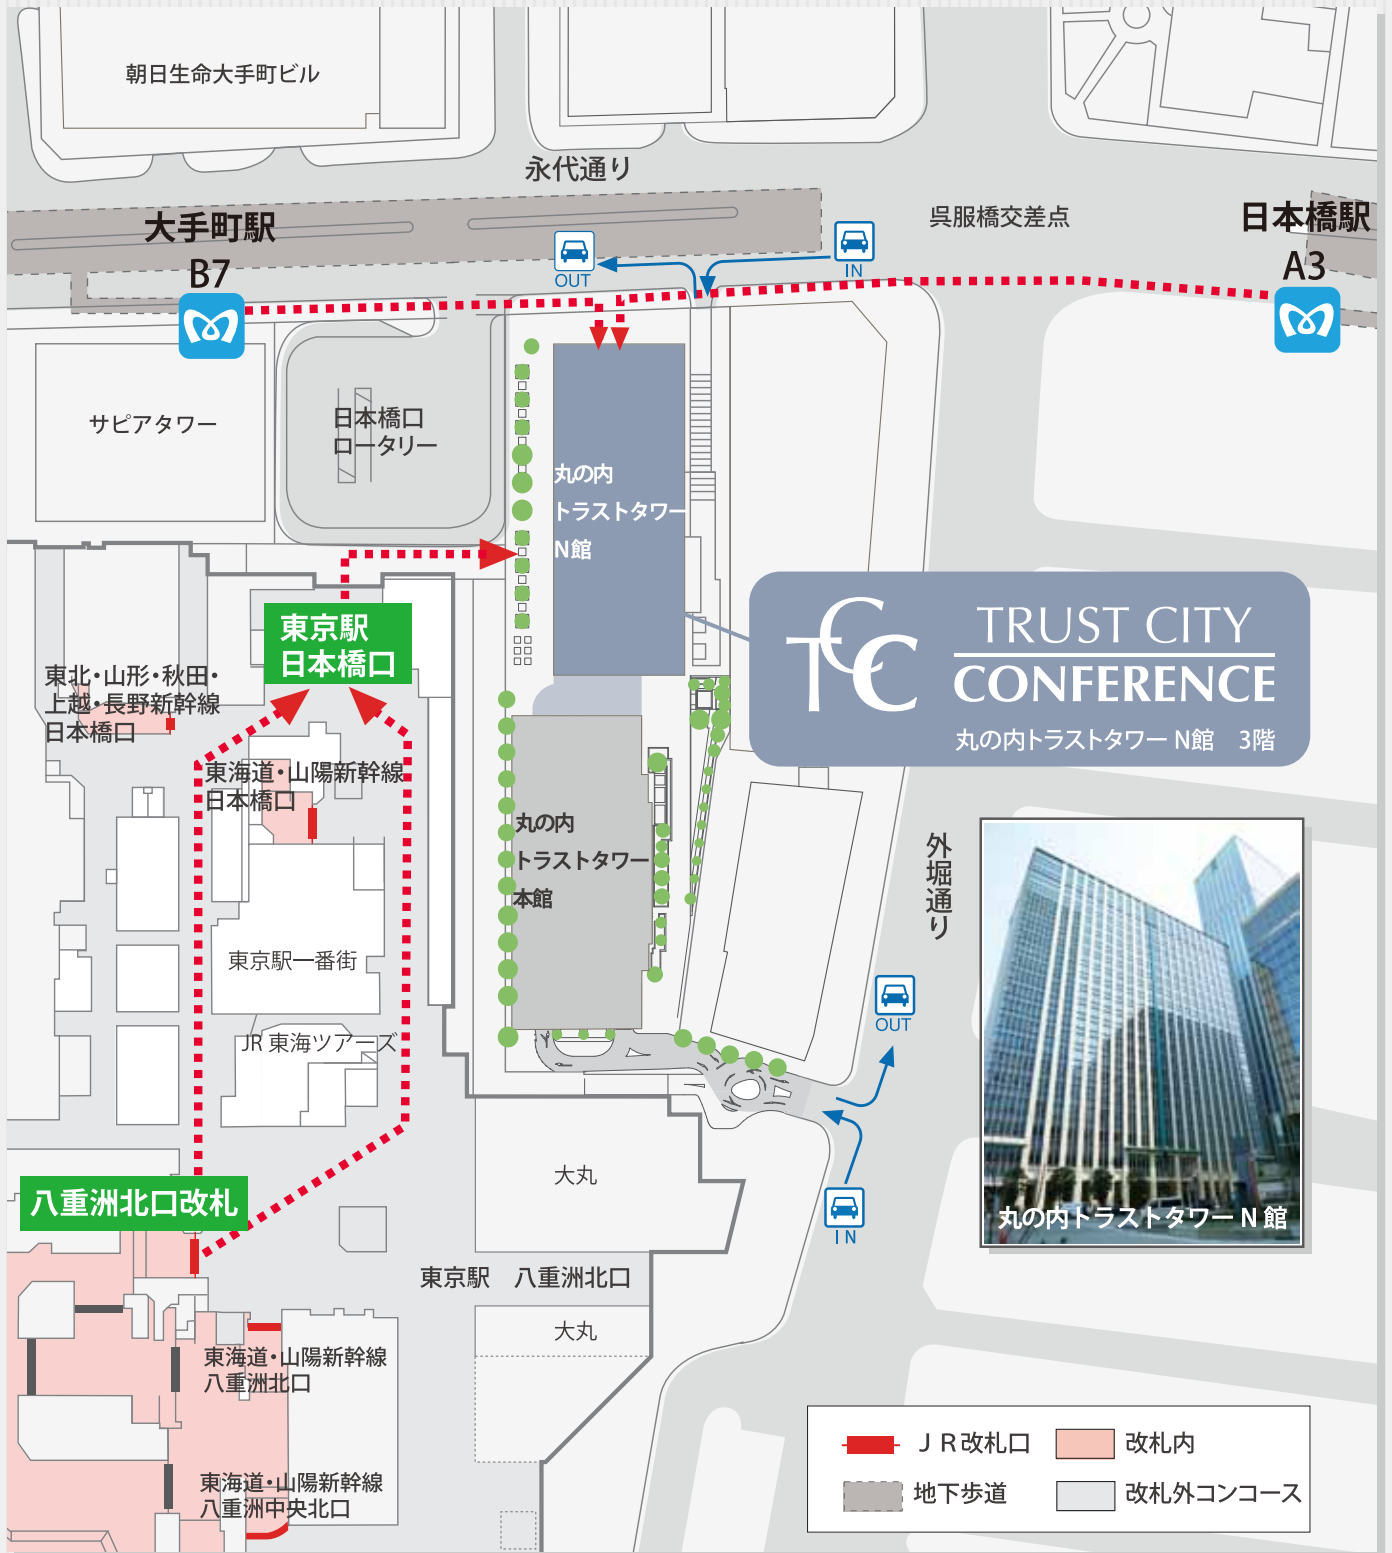 朝日生命大手町ビル
永代通り
大手町駅
B7
呉服橋交差点
日本橋駅
A3
OUT
IN
サピアタワー
日本橋口
ロータリー
丸の内
トラストタワー
N館
東京駅
日本橋口
TCC
TRUST CITY
CONFERENCE
丸の内トラストタワー N館 3階
東北・山形・秋田・
上越・長野新幹線
日本橋口
東海道・山陽新幹線
日本橋口
丸の内
トラストタワー
本館
外堀通り
東京駅一番街
JR 東海ツアーズ
OUT
IN
八重洲北口改札
大丸
丸の内トラストタワー N 館
東京駅 八重洲北口
大丸
東海道・山陽新幹線
八重洲北口
東海道・山陽新幹線
八重洲中央北口
ＪＲ改札口
改札内
地下歩道
改札外コンコース